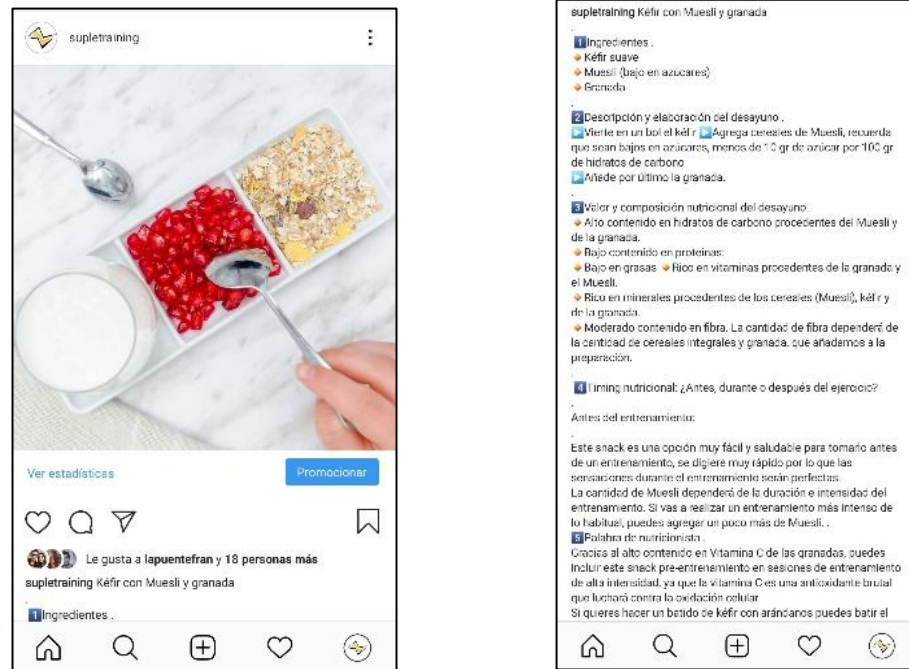 supletraining
Ver estadísticas
Promocionar
Le gusta a lapuentefran y 18 personas más
supletraining Kéfir con Muesli y granada
.
1 Ingredientes .
supletraining Kéfir con Muesli y granada
.
1 Ingredientes .
🔸Kéfir suave
🔸Muesli (bajo en azúcares)
🔸Granada
.
2 Descripción y elaboración del desayuno .
▶️Vierte en un bol el kéfir ▶️Agrega cereales de Muesli, recuerda
que sean bajos en azúcares, menos de 10 gr de azúcar por 100 gr
de hidratos de carbono
▶️Añade por último la granada.
.
3 Valor y composición nutricional del desayuno
🔸Alto contenido en hidratos de carbono procedentes del Muesli y
de la granada.
🔸Bajo contenido en proteínas:
🔸Bajo en grasas 🔸Rico en vitaminas procedentes de la granada y
el Muesli.
🔸Rico en minerales procedentes de los cereales (Muesli), kéfir y
de la granada.
🔸Moderado contenido en fibra. La cantidad de fibra dependerá de
la cantidad de cereales integrales y granada, que añadamos a la
preparación.
.
4 Timing nutricional: ¿Antes, durante o después del ejercicio?
.
Antes del entrenamiento:
.
Este snack es una opción muy fácil y saludable para tomarlo antes
de un entrenamiento, se digiere muy rápido por lo que las
sensaciones durante el entrenamiento serán perfectas.
La cantidad de Muesli dependerá de la duración e intensidad del
entrenamiento. Si vas a realizar un entrenamiento más intenso de
lo habitual, puedes agregar un poco más de Muesli. .
5 Palabra de nutricionista .
Gracias al alto contenido en Vitamina C de las granadas, puedes
incluir este snack pre-entrenamiento en sesiones de entrenamiento
de alta intensidad, ya que la vitamina C es una antioxidante brutal
que luchará contra la oxidación celular
Si quieres hacer un batido de kéfir con arándanos puedes batir el